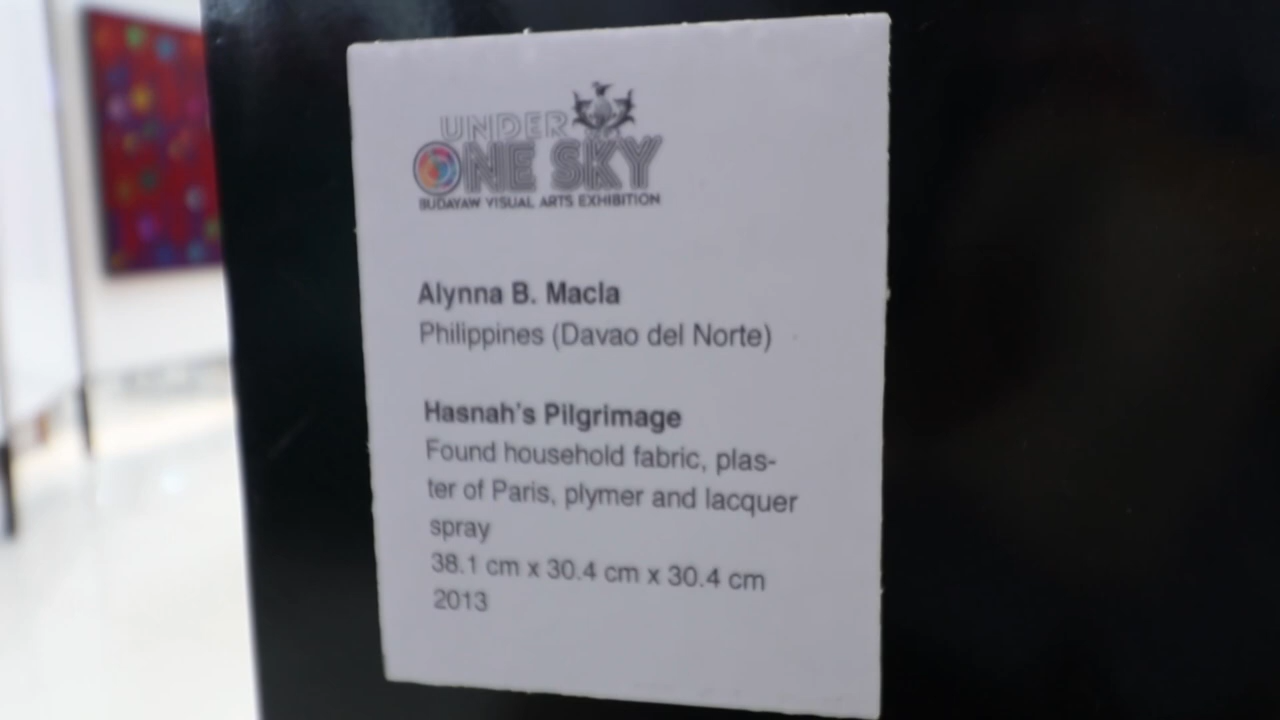 UNDER
ONE SKY
BUDAYAW VISUAL ARTS EXHIBITION
Alynna B. Macla
Philippines (Davao del Norte)
Hasnah's Pilgrimage
Found household fabric, plas-
ter of Paris, plymer and lacquer
spray
38.1 cm x 30.4 cm x 30.4 cm
2013